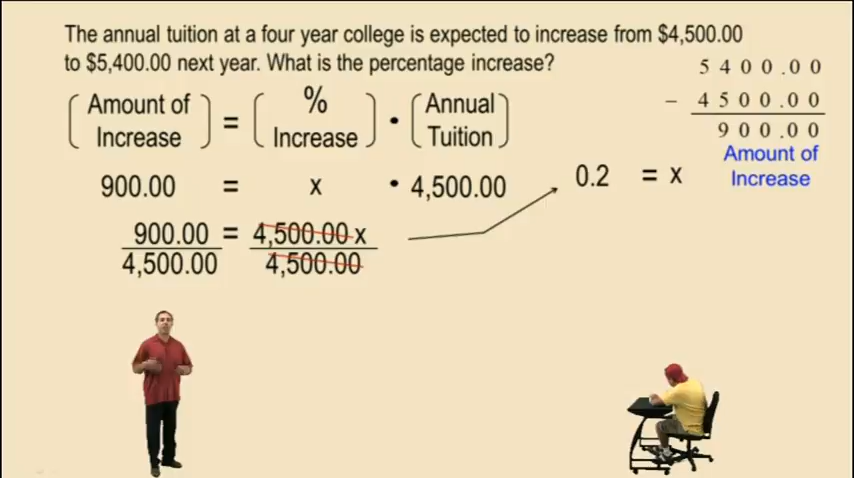 The annual tuition at a four year college is expected to increase from $4,500.00
to $5,400.00 next year. What is the percentage increase?
5 4 0 0 . 0 0
− 4 5 0 0 . 0 0
9 0 0 . 0 0
Amount of
Increase
(Amount of Increase) = (% Increase) • (Annual Tuition)
900.00 = x • 4,500.00
900.00 = 4,500.00 x
4,500.00 4,500.00
0.2 = x